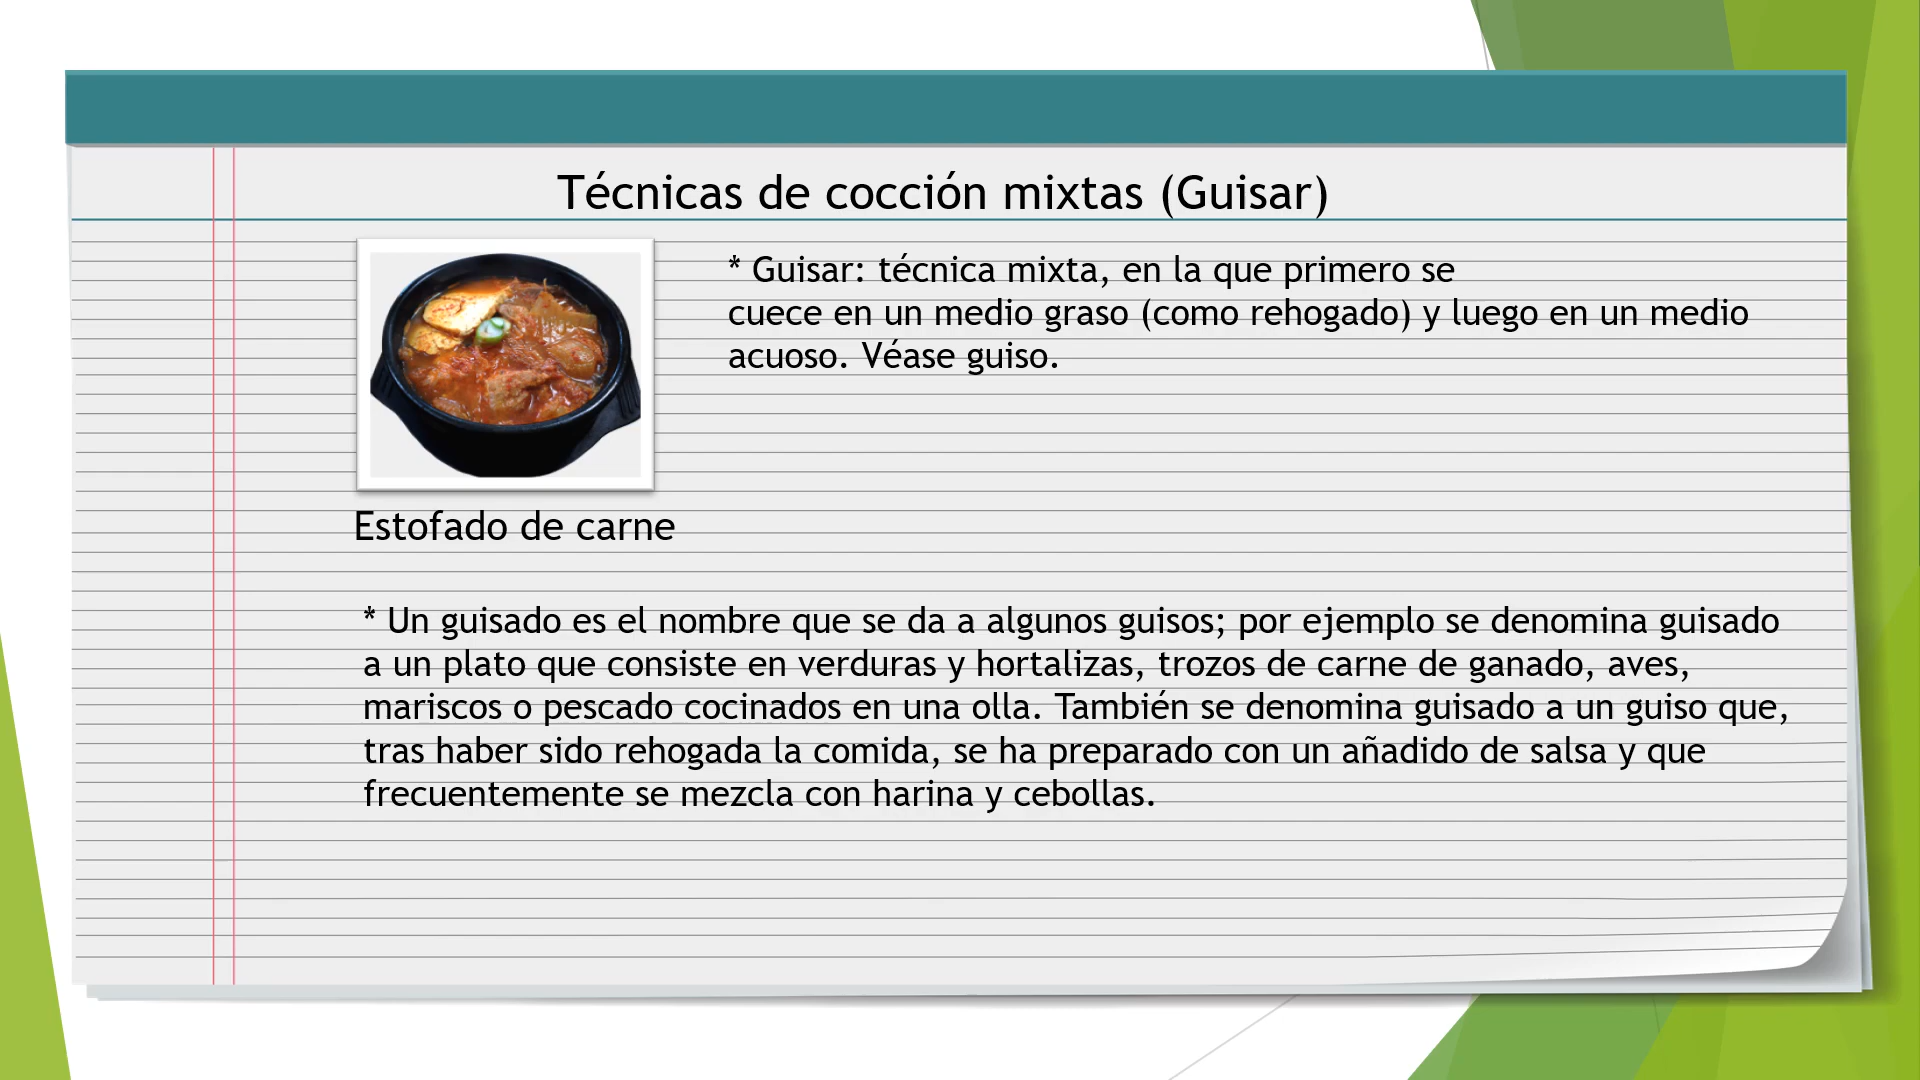 Técnicas de cocción mixtas (Guisar)
* Guisar: técnica mixta, en la que primero se
cuece en un medio graso (como rehogado) y luego en un medio
acuoso. Véase guiso.
Estofado de carne
* Un guisado es el nombre que se da a algunos guisos; por ejemplo se denomina guisado
a un plato que consiste en verduras y hortalizas, trozos de carne de ganado, aves,
mariscos o pescado cocinados en una olla. También se denomina guisado a un guiso que,
tras haber sido rehogada la comida, se ha preparado con un añadido de salsa y que
frecuentemente se mezcla con harina y cebollas.